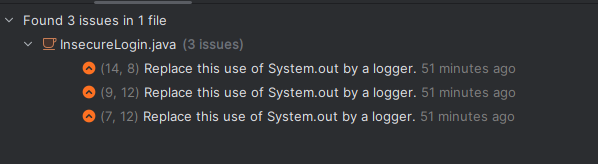 Found 3 issues in 1 file
InsecureLogin.java (3 issues)
(14, 8) Replace this use of System.out by a logger. 51 minutes ago
(9, 12) Replace this use of System.out by a logger. 51 minutes ago
(7, 12) Replace this use of System.out by a logger. 51 minutes ago